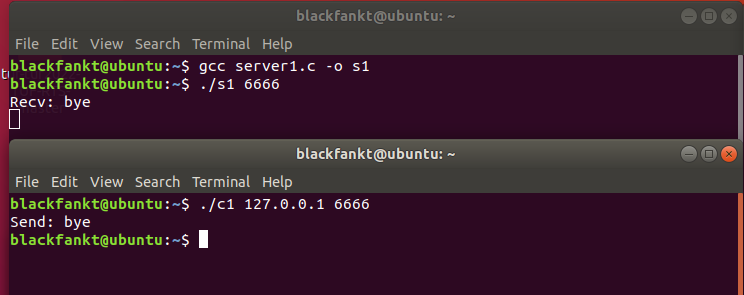 blackfankt@ubuntu: ~
File Edit View Search Terminal Help
blackfankt@ubuntu:~$ gcc server1.c -o s1
blackfankt@ubuntu:~$ ./s1 6666
Recv: bye
blackfankt@ubuntu: ~
File Edit View Search Terminal Help
blackfankt@ubuntu:~$ ./c1 127.0.0.1 6666
Send: bye
blackfankt@ubuntu:~$